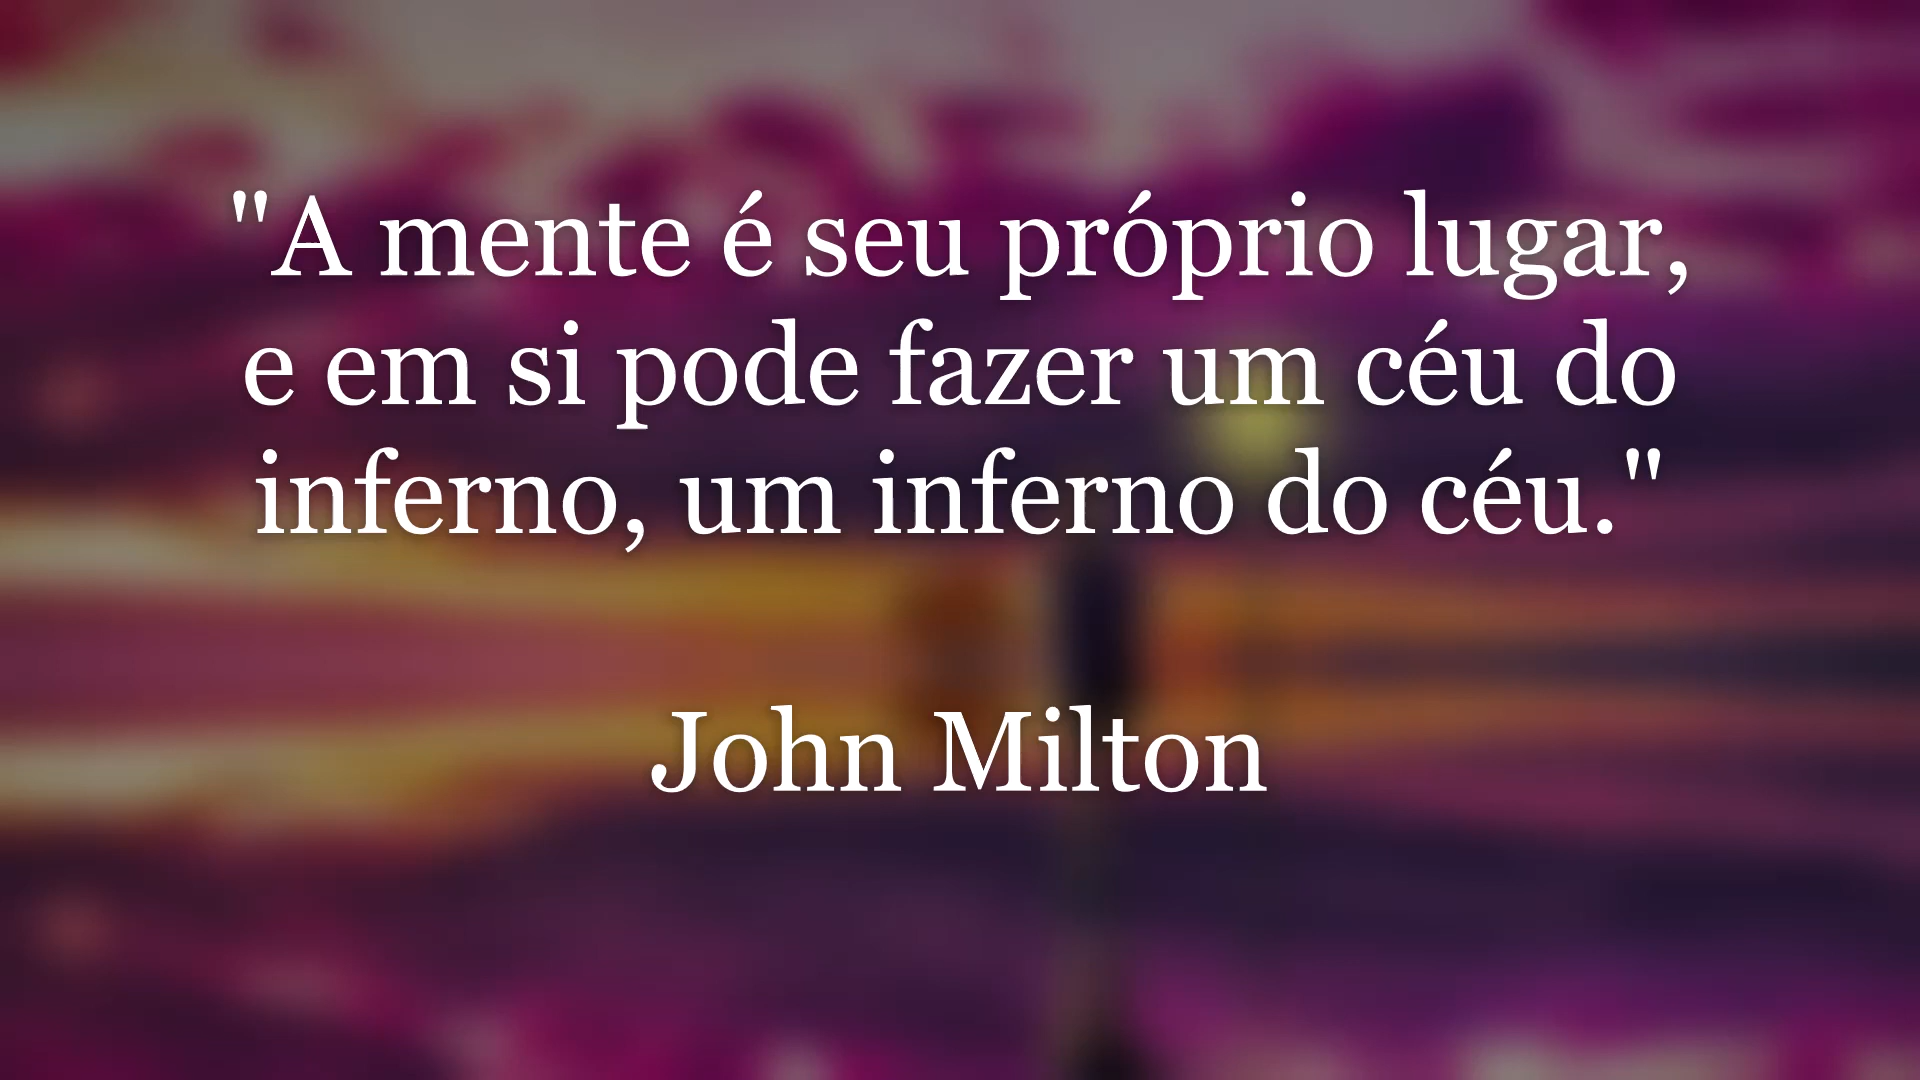 "A mente é seu próprio lugar,
e em si pode fazer um céu do
inferno, um inferno do céu."
John Milton